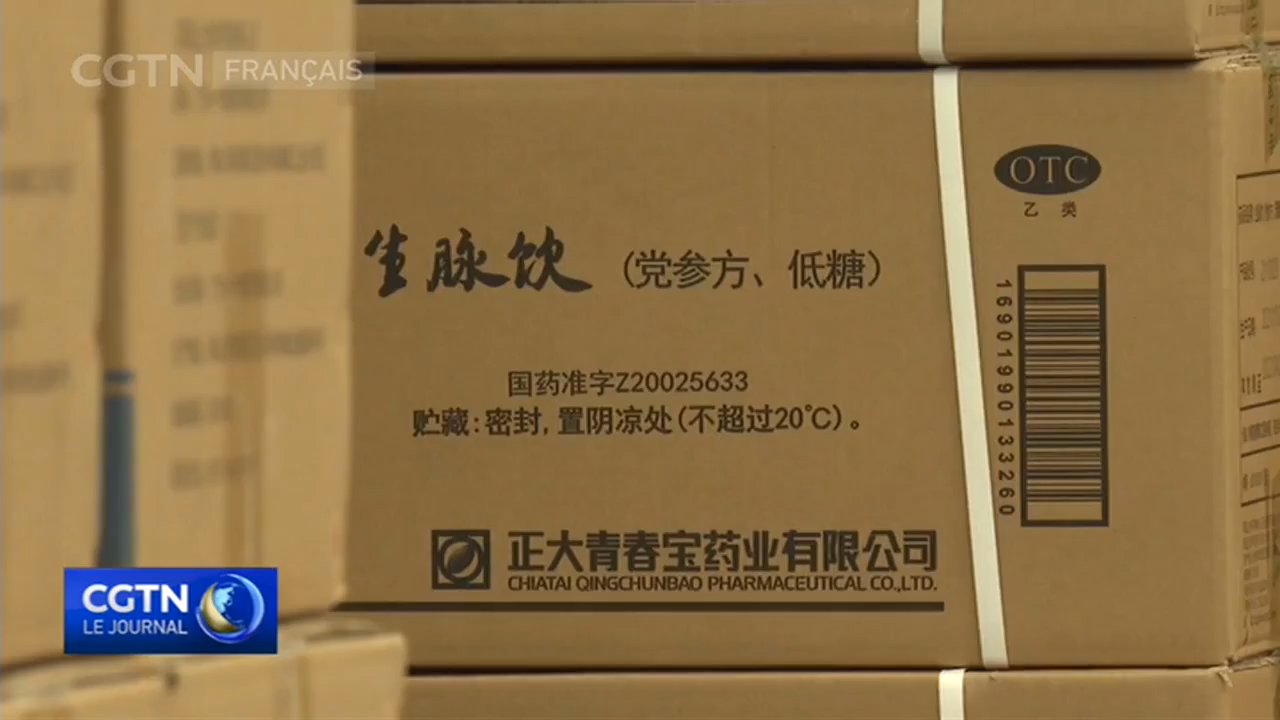 CGTN FRANÇAIS
OTC
乙类
生脉饮（党参方、低糖）
16901990133260
国药准字Z20025633
贮藏:密封,置阴凉处(不超过20℃)。
正大青春宝药业有限公司
CHIATAI QINGCHUNBAO PHARMACEUTICAL CO.,LTD.
CGTN
LE JOURNAL